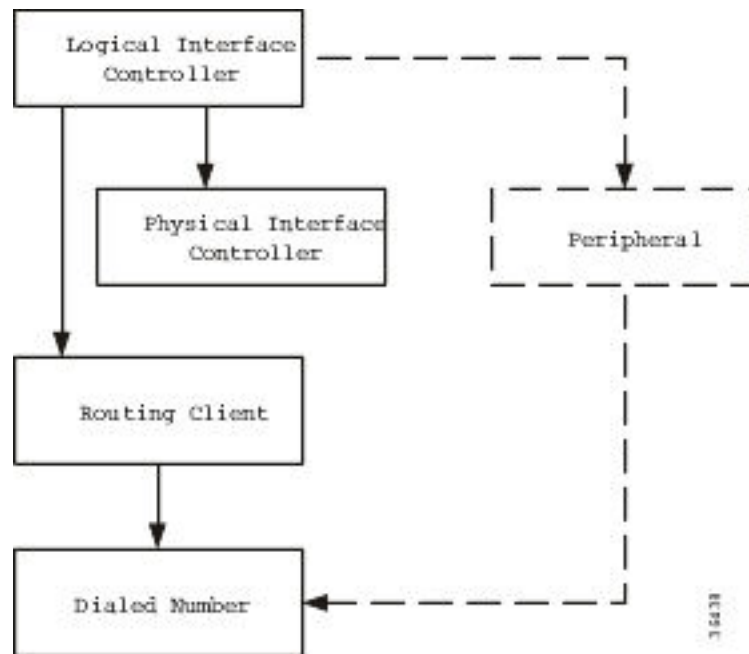 Logical Interface
Controller
Physical Interface
Controller
Peripheral
Routing Client
Dialed Number